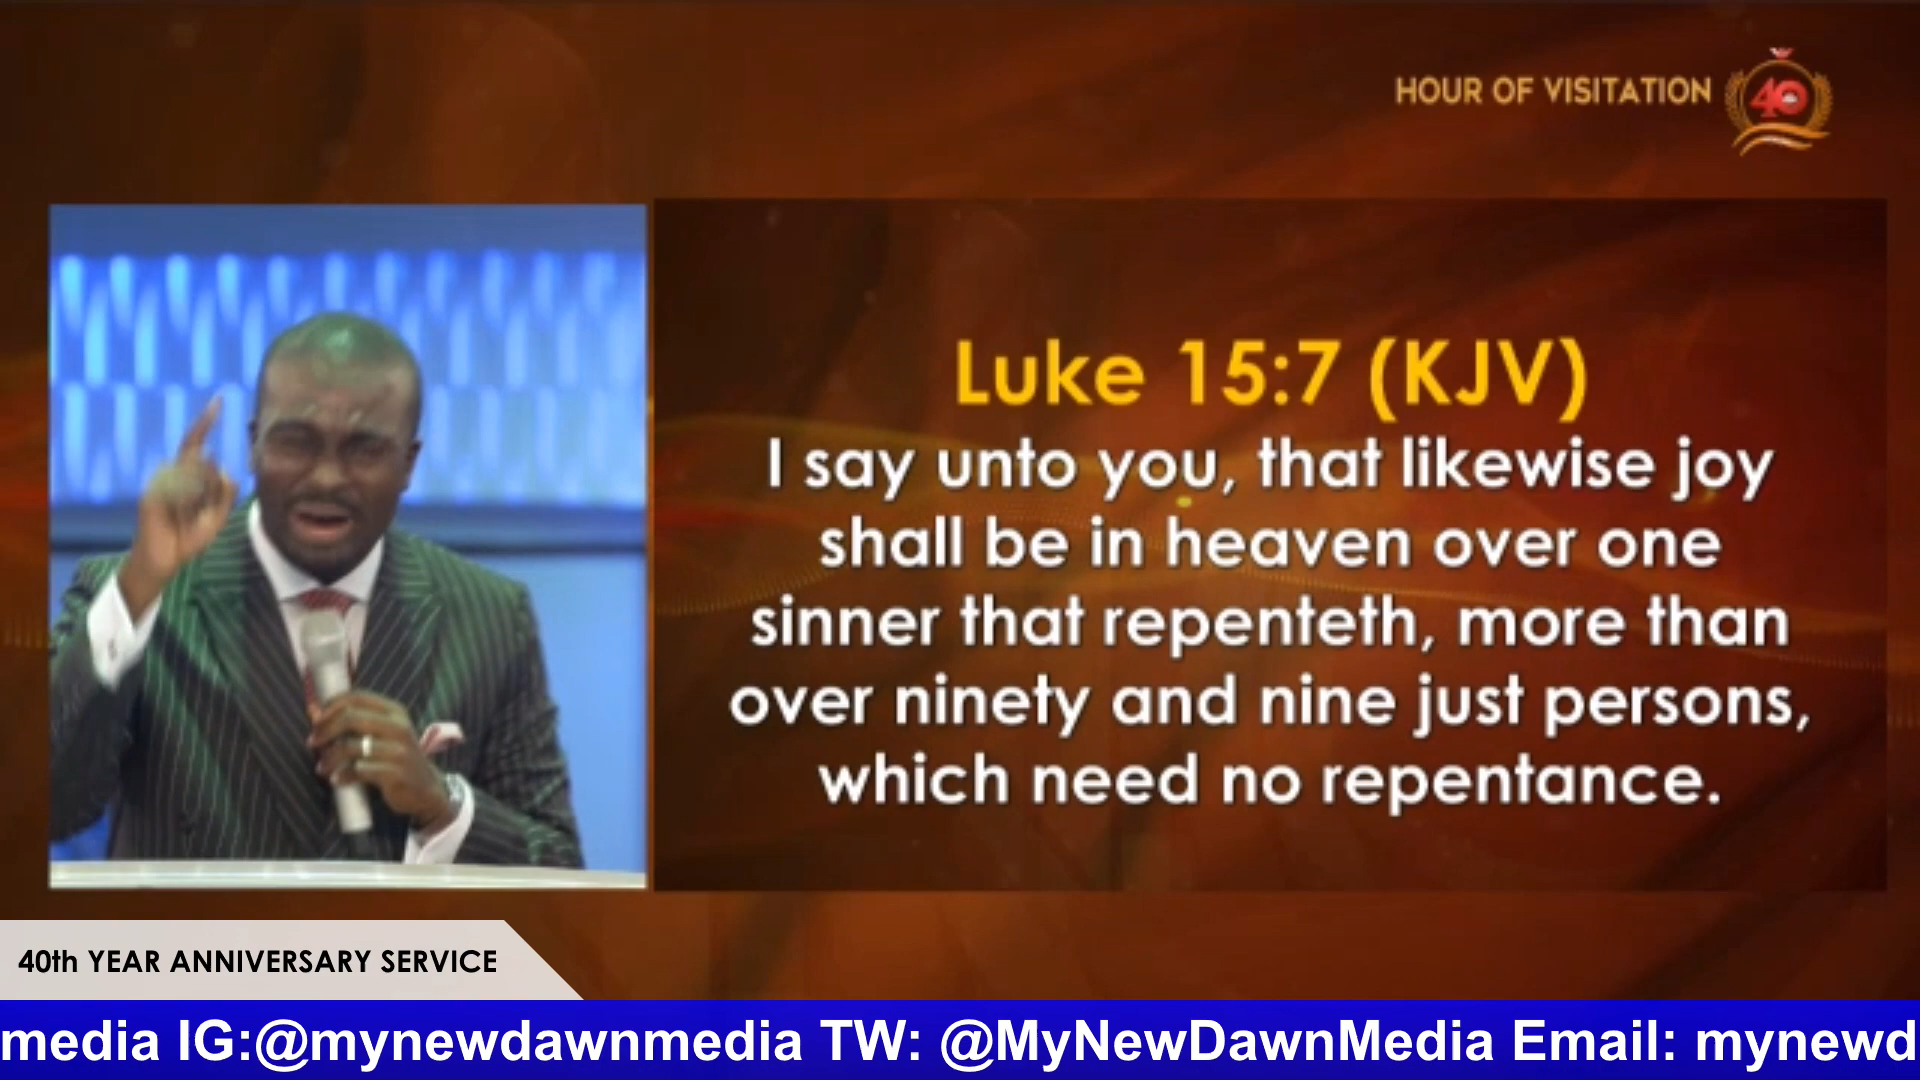 HOUR OF VISITATION
40
Luke 15:7 (KJV)
I say unto you, that likewise joy
shall be in heaven over one
sinner that repenteth, more than
over ninety and nine just persons,
which need no repentance.
40th YEAR ANNIVERSARY SERVICE
media IG:@mynewdawnmedia TW: @MyNewDawnMedia Email: mynewd